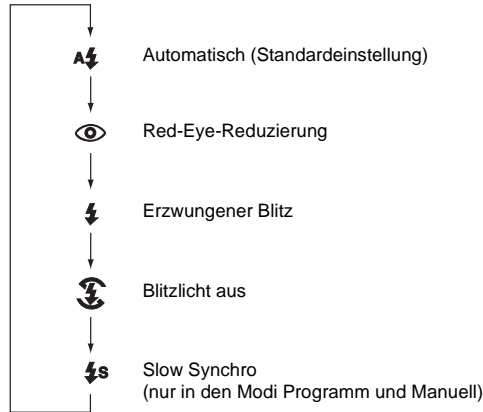 A Automatisch (Standardeinstellung)
Red-Eye-Reduzierung
Erzwungener Blitz
Blitzlicht aus
S Slow Synchro
(nur in den Modi Programm und Manuell)